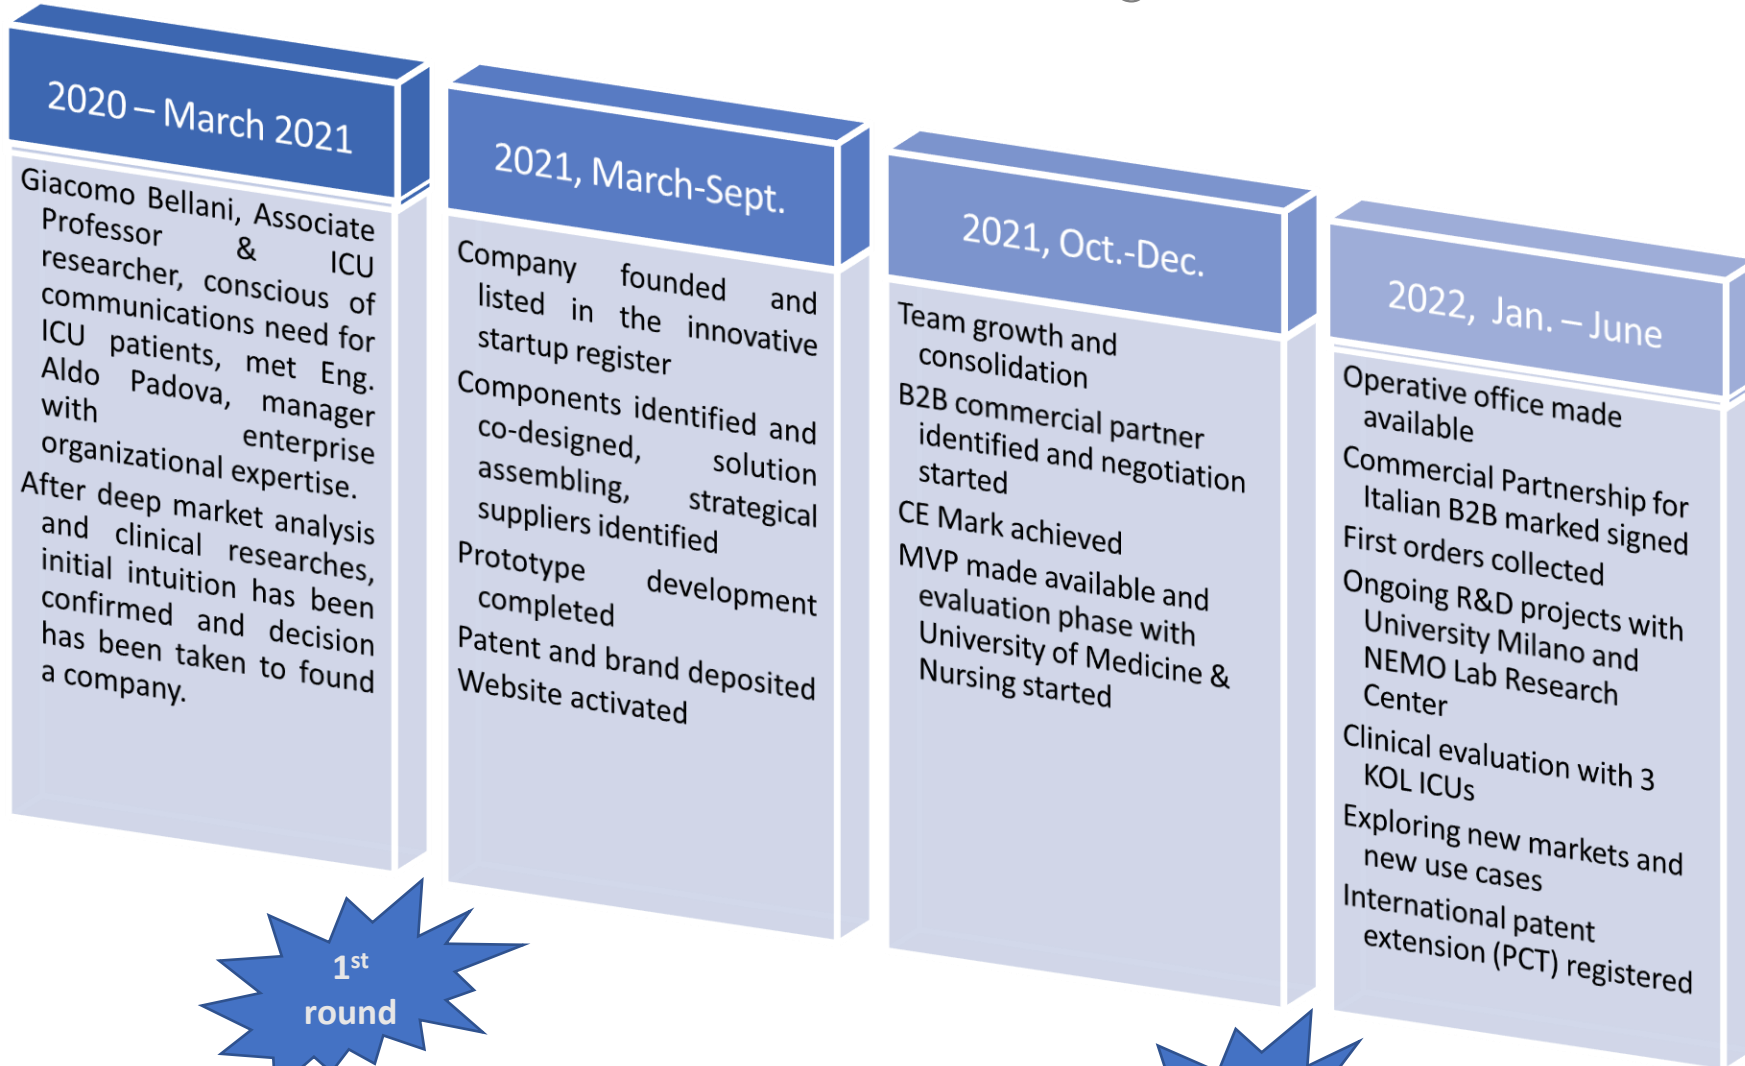 2020 – March 2021
Giacomo Bellani, Associate
Professor & ICU
researcher, conscious of
communications need for
ICU patients, met Eng.
Aldo Padova, manager
with enterprise
organizational expertise.
After deep market analysis
and clinical researches,
initial intuition has been
confirmed and decision
has been taken to found
a company.
2021, March-Sept.
Company founded and
listed in the innovative
startup register
Components identified and
co-designed, solution
assembling, strategical
suppliers identified
Prototype development
completed
Patent and brand deposited
Website activated
2021, Oct.-Dec.
Team growth and
consolidation
B2B commercial partner
identified and negotiation
started
CE Mark achieved
MVP made available and
evaluation phase with
University of Medicine &
Nursing started
2022, Jan. – June
Operative office made
available
Commercial Partnership for
Italian B2B marked signed
First orders collected
Ongoing R&D projects with
University Milano and
NEMO Lab Research
Center
Clinical evaluation with 3
KOL ICUs
Exploring new markets and
new use cases
International patent
extension (PCT) registered
1st
round